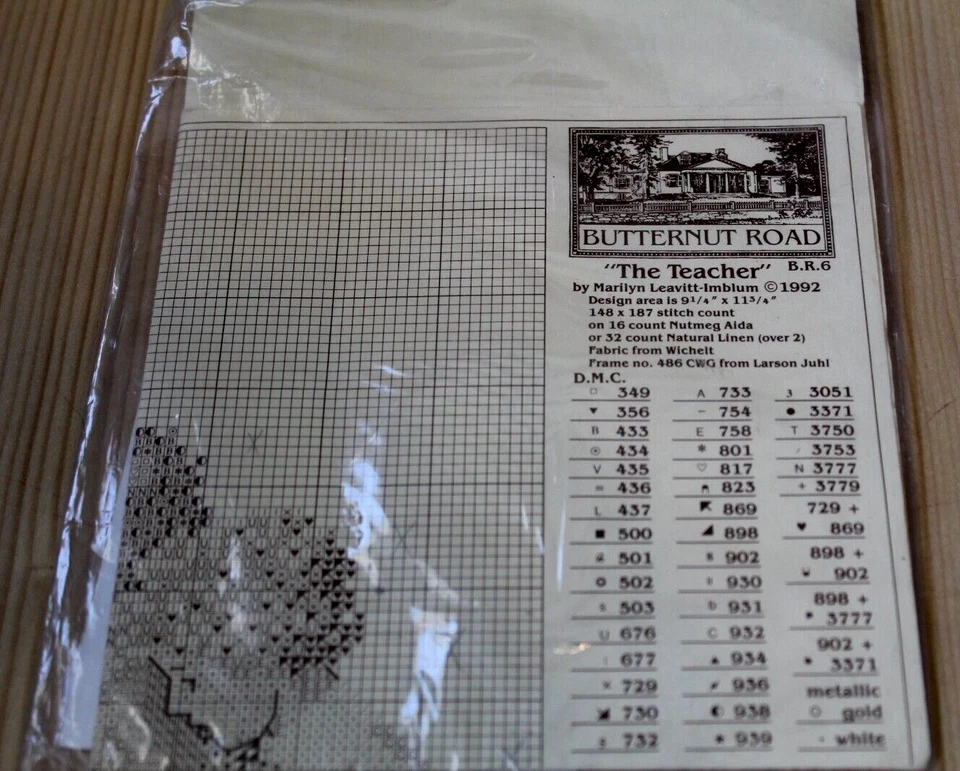 BUTTERNUT ROAD
"The Teacher" B.R.6
by Marilyn Leavitt-Imblum ©1992
Design area is 9 1/4" x 11 3/4"
148 x 187 stitch count
on 16 count Nutmeg Aida
or 32 count Natural Linen (over 2)
Fabric from Wichelt
Frame no. 486 CWG from Larson Juhl
D.M.C.
349
▼ 356
B 433
⊙ 434
V 435
= 436
L 437
■ 500
501
502
503
U 676
677
729
730
732
A 733
– 754
E 758
* 801
♡ 817
823
869
898
902
930
b 931
C 932
▲ 934
936
◐ 938
939
3 3051
● 3371
T 3750
/ 3753
N 3777
+ 3779
729 +
♥ 869
898 +
902
898 +
3777
902 +
3371
metallic
gold
white